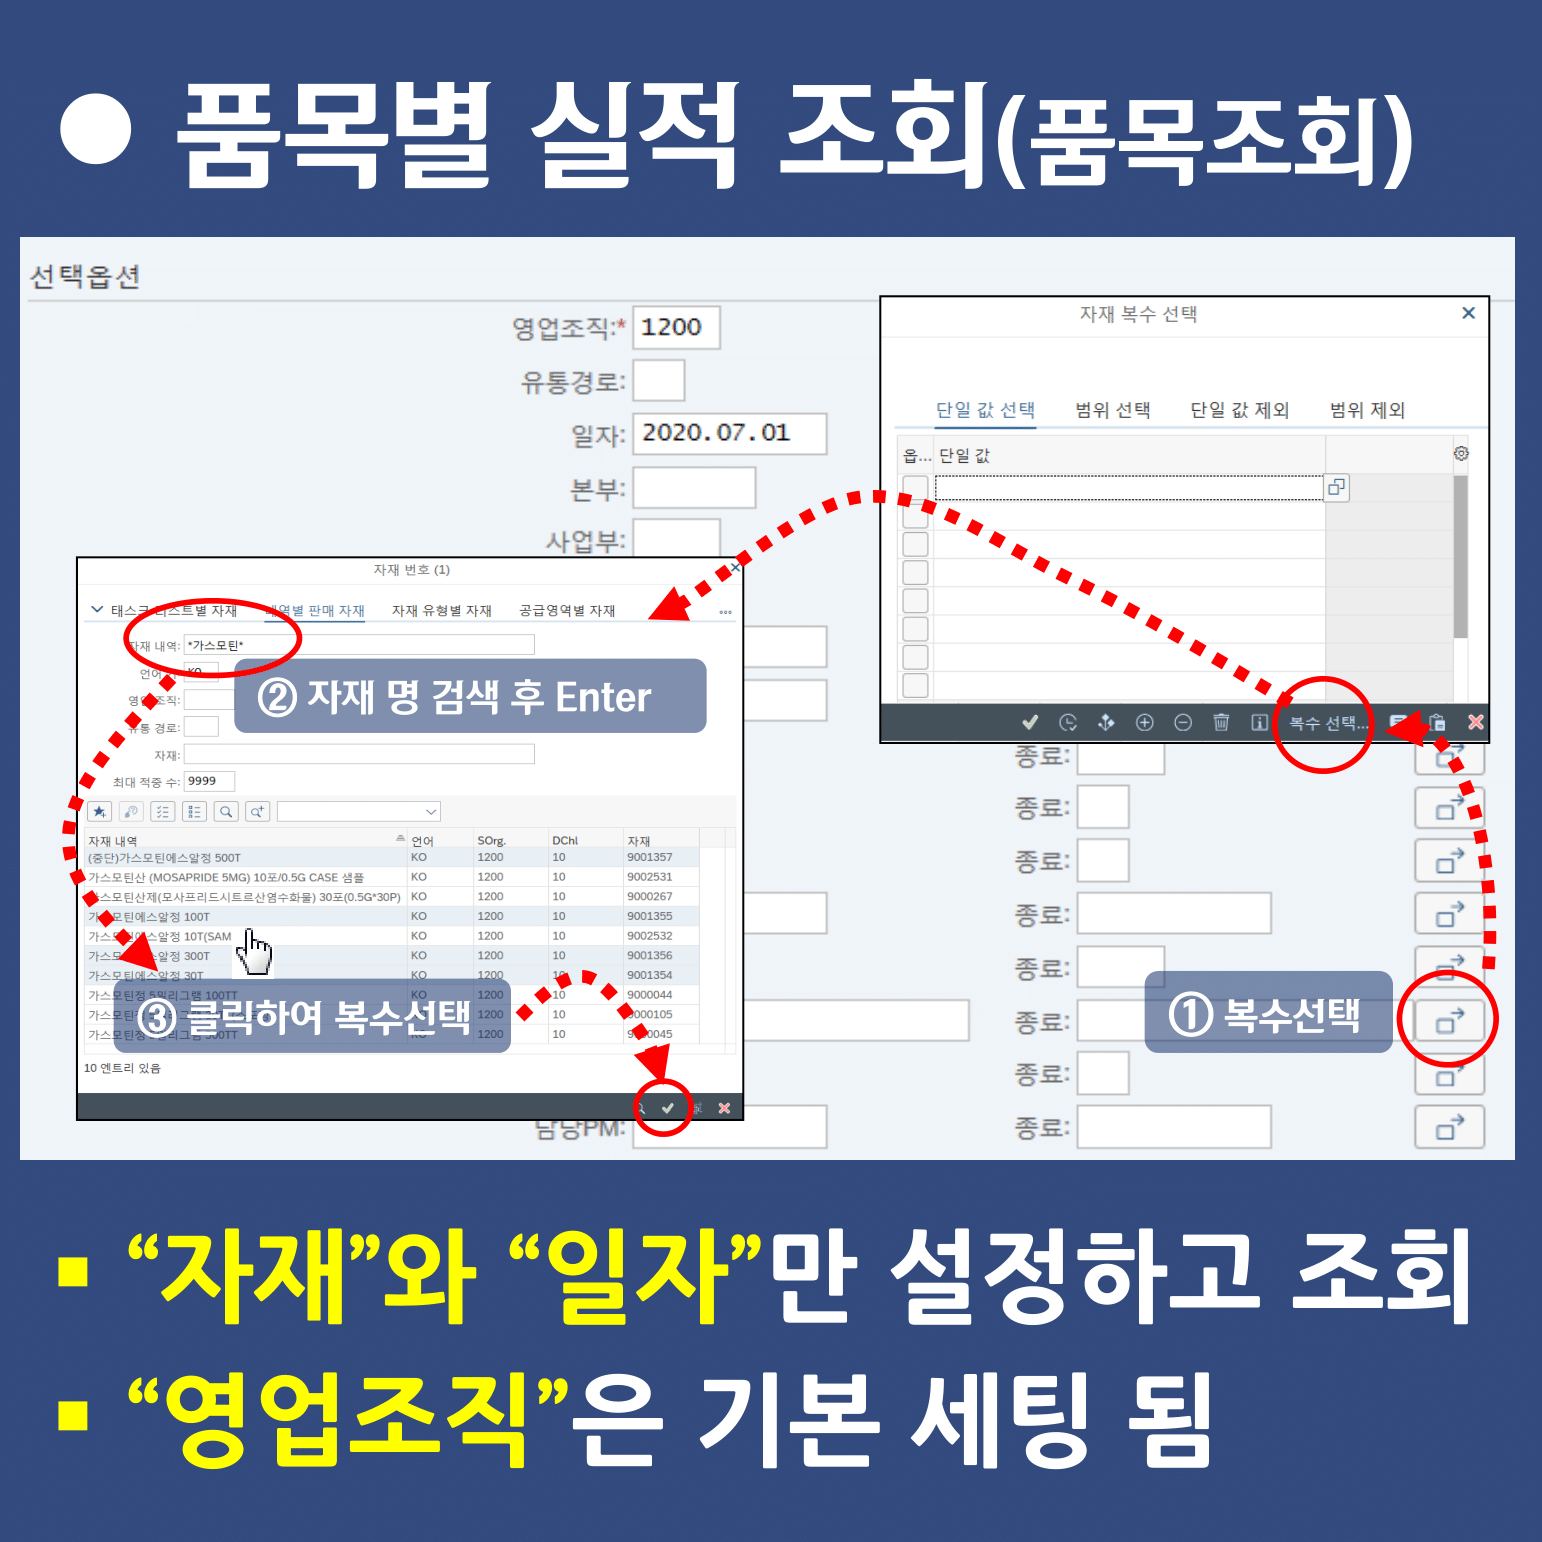 ● 품목별 실적 조회(품목조회)
선택옵션
영업조직:* 1200
유통경로:
일자: 2020.07.01
본부:
사업부:
자재 복수 선택
단일 값 선택 범위 선택 단일 값 제외 범위 제외
옵... 단일 값
복수 선택...
자재 번호 (1)
태스크 리스트별 자재 내역별 판매 자재 자재 유형별 자재 공급영역별 자재
자재 내역: *가스모틴*
언어 키: KO
② 자재 명 검색 후 Enter
영업 조직:
유통 경로:
자재:
최대 적중 수: 9999
자재 내역 언어 SOrg. DChl 자재
(중단)가스모틴에스알정 500T KO 1200 10 9001357
가스모틴산 (MOSAPRIDE 5MG) 10포/0.5G CASE 샘플 KO 1200 10 9002531
가스모틴산제(모사프리드시트르산염수화물) 30포(0.5G*30P) KO 1200 10 9000267
가스모틴에스알정 100T KO 1200 10 9001355
가스모틴에스알정 10T(SAM KO 1200 10 9002532
가스모틴에스알정 300T KO 1200 10 9001356
가스모틴에스알정 30T KO 1200 10 9001354
가스모틴정 5밀리그램 100TT KO 1200 10 9000044
가스모틴정 KO 1200 10 9000105
가스모틴정 5밀리그램 500TT KO 1200 10 9000045
③ 클릭하여 복수선택
10 엔트리 있음
종료:
종료:
종료:
종료:
종료:
종료:
① 복수선택
종료:
담당PM:
종료:
▪ “자재”와 “일자”만 설정하고 조회
▪ “영업조직”은 기본 세팅 됨